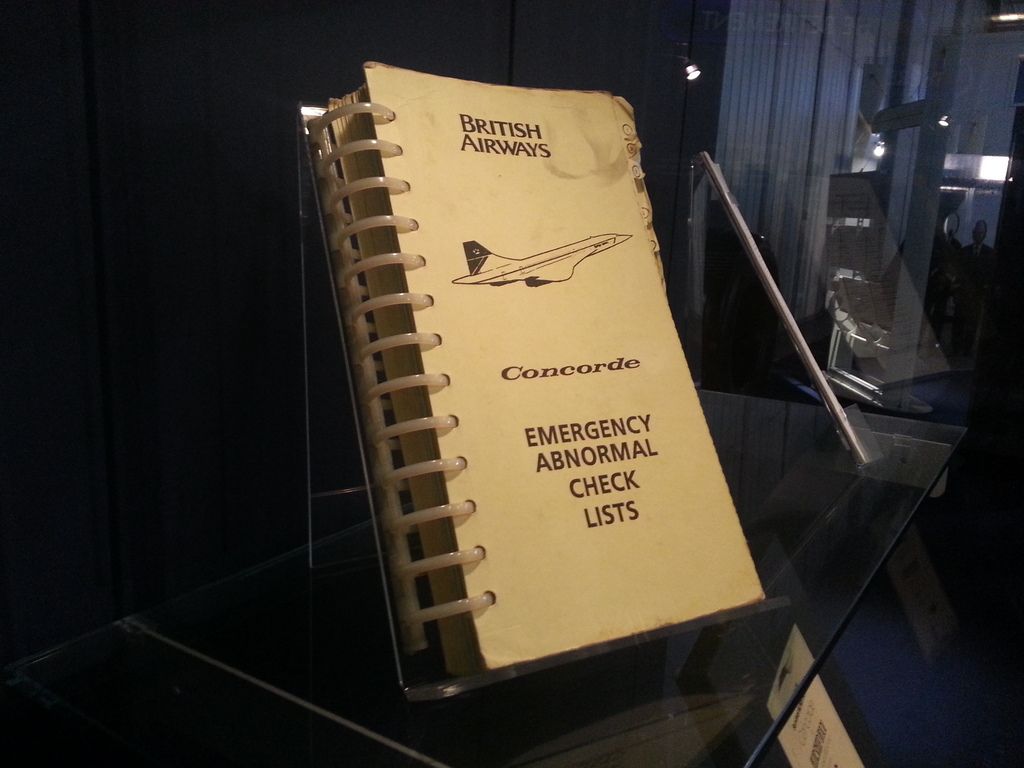 BRITISH
AIRWAYS
Concorde
EMERGENCY
ABNORMAL
CHECK
LISTS